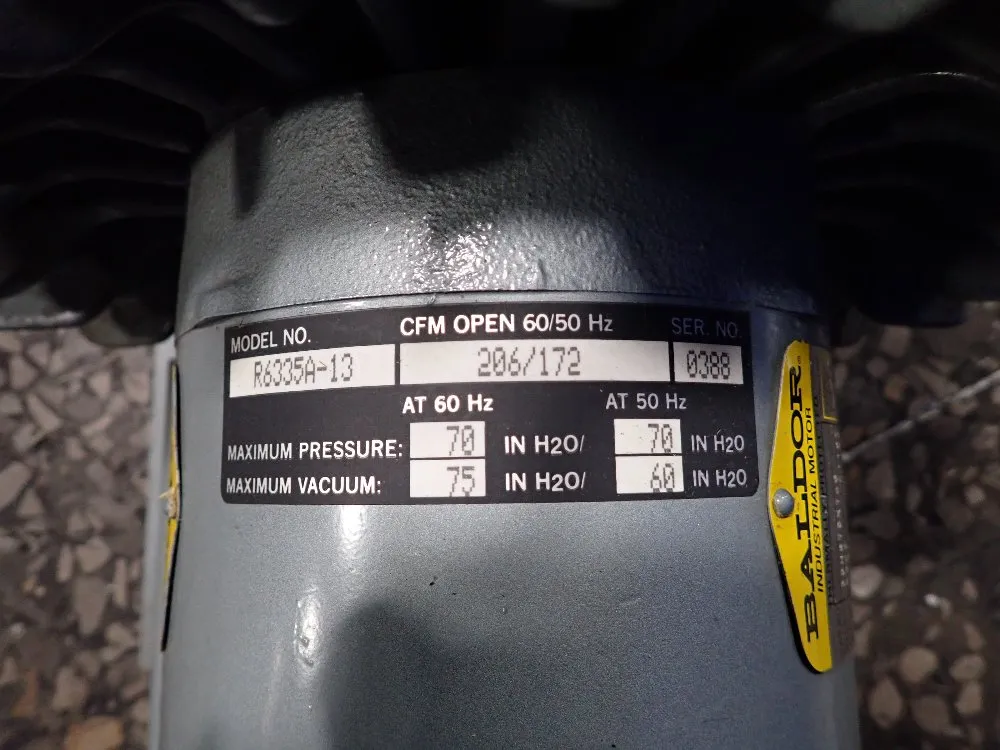 MODEL NO. CFM OPEN 60/50 Hz SER. NO.
R6335A-13 206/172 0388
AT 60 Hz AT 50 Hz
MAXIMUM PRESSURE: 70 IN H2O/ 70 IN H2O
MAXIMUM VACUUM: 75 IN H2O/ 60 IN H2O
BALDOR®
INDUSTRIAL MOTOR